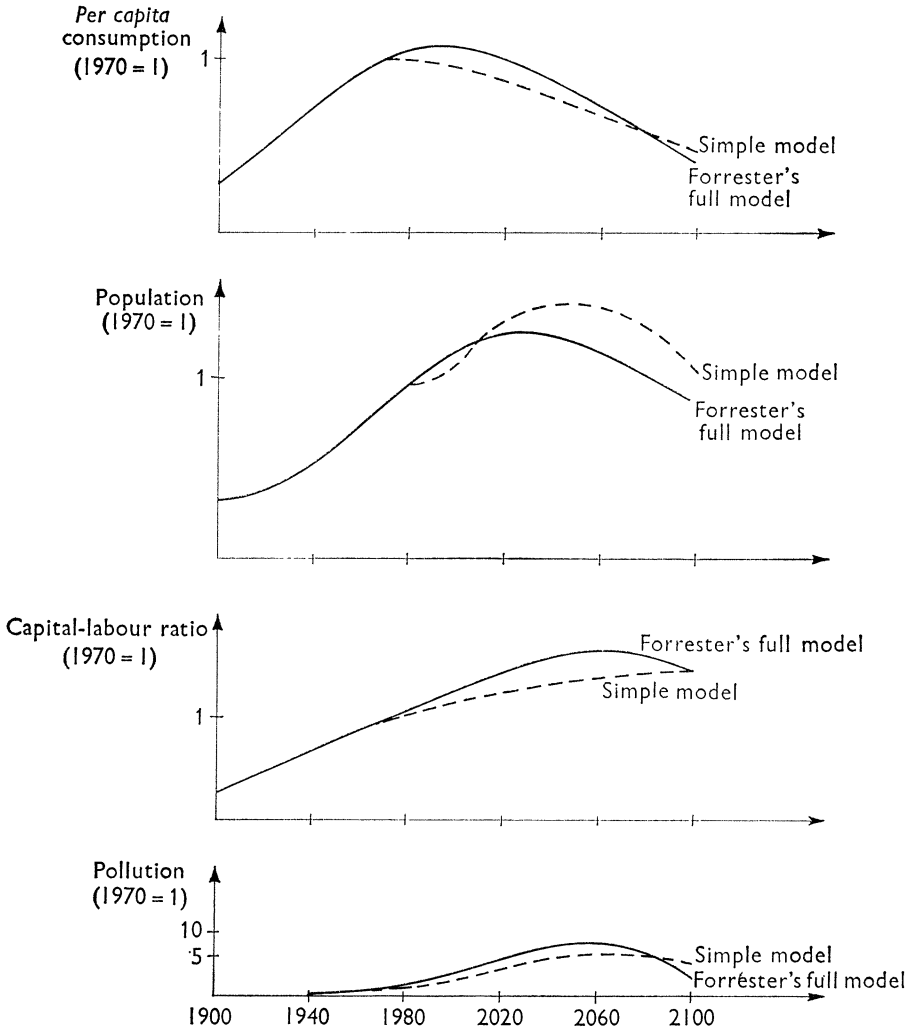 Per capita
consumption
(1970 = 1)
1
Simple model
Forrester's
full model
Population
(1970 = 1)
1
Simple model
Forrester's
full model
Capital-labour ratio
(1970 = 1)
1
Forrester's full model
Simple model
Pollution
(1970 = 1)
10
5
Simple model
Forrester's full model
1900 1940 1980 2020 2060 2100